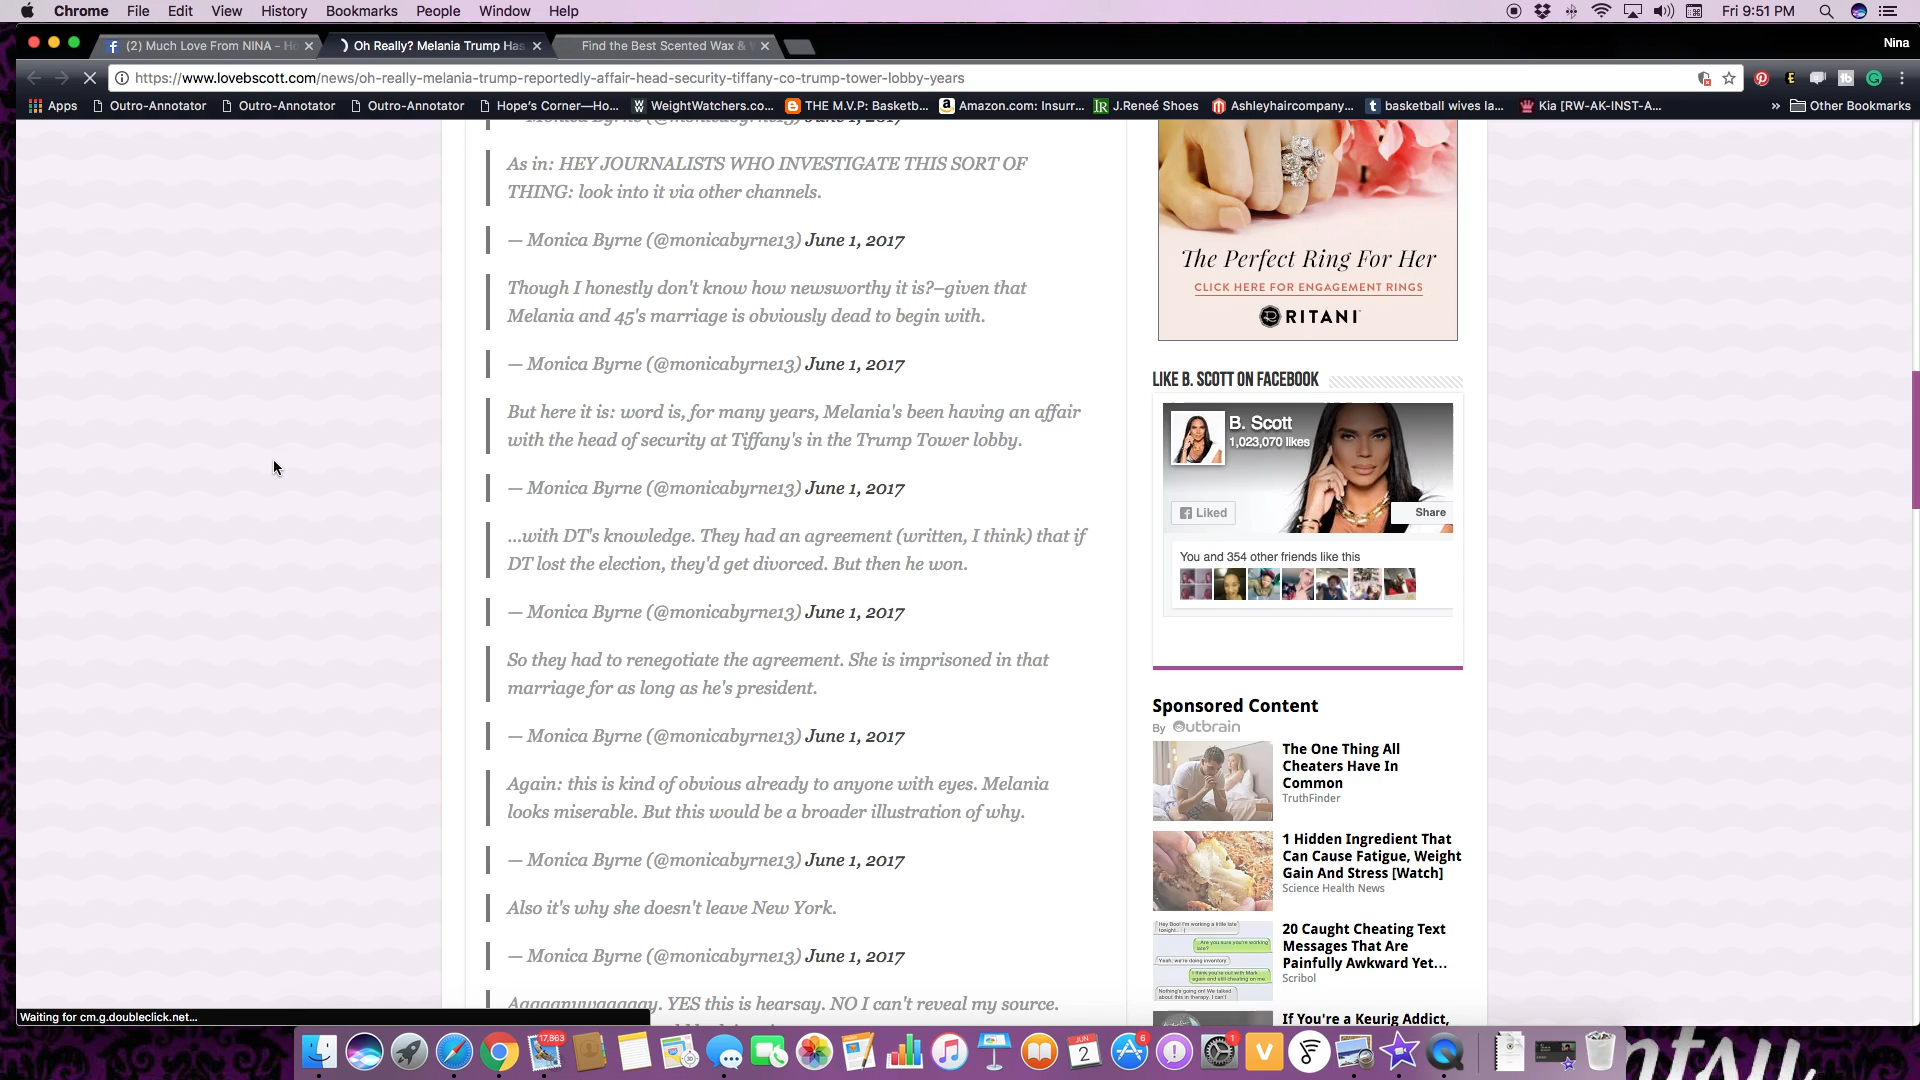 Chrome File Edit View History Bookmarks People Window Help Fri 9:51 PM
(2) Much Love From NINA - Ho Oh Really? Melania Trump Has Find the Best Scented Wax & Nina
https://www.lovebscott.com/news/oh-really-melania-trump-reportedly-affair-head-security-tiffany-co-trump-tower-lobby-years
Apps Outro-Annotator Outro-Annotator Outro-Annotator Hope's Corner—Ho... WeightWatchers.co... THE M.V.P: Basketb... Amazon.com: Insurr... J.Reneé Shoes Ashleyhaircompany... basketball wives la... Kia [RW-AK-INST-A... » Other Bookmarks
— Monica Byrne (@monicabyrne13) June 1, 2017
As in: HEY JOURNALISTS WHO INVESTIGATE THIS SORT OF
THING: look into it via other channels.
— Monica Byrne (@monicabyrne13) June 1, 2017
Though I honestly don't know how newsworthy it is?–given that
Melania and 45's marriage is obviously dead to begin with.
— Monica Byrne (@monicabyrne13) June 1, 2017
But here it is: word is, for many years, Melania's been having an affair
with the head of security at Tiffany's in the Trump Tower lobby.
— Monica Byrne (@monicabyrne13) June 1, 2017
...with DT's knowledge. They had an agreement (written, I think) that if
DT lost the election, they'd get divorced. But then he won.
— Monica Byrne (@monicabyrne13) June 1, 2017
So they had to renegotiate the agreement. She is imprisoned in that
marriage for as long as he's president.
— Monica Byrne (@monicabyrne13) June 1, 2017
Again: this is kind of obvious already to anyone with eyes. Melania
looks miserable. But this would be a broader illustration of why.
— Monica Byrne (@monicabyrne13) June 1, 2017
Also it's why she doesn't leave New York.
— Monica Byrne (@monicabyrne13) June 1, 2017
YES this is hearsay. NO I can't reveal my source.
The Perfect Ring For Her
CLICK HERE FOR ENGAGEMENT RINGS
RITANI
LIKE B. SCOTT ON FACEBOOK
B. Scott
1,023,070 likes
Liked
Share
You and 354 other friends like this
Sponsored Content
By Outbrain
The One Thing All
Cheaters Have In
Common
TruthFinder
1 Hidden Ingredient That
Can Cause Fatigue, Weight
Gain And Stress [Watch]
Science Health News
20 Caught Cheating Text
Messages That Are
Painfully Awkward Yet...
Scribol
If You're a Keurig Addict,
Waiting for cm.g.doubleclick.net...
17,863
JUN
2
6
1